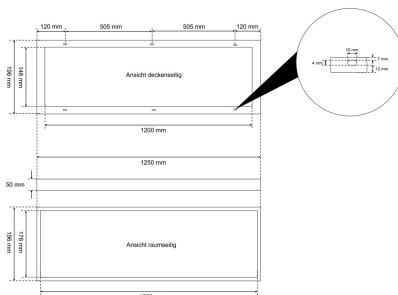 120 mm 505 mm 505 mm 120 mm
10 mm
4 mm 7 mm
12 mm
196 mm
146 mm
Ansicht deckenseitig
1200 mm
1250 mm
50 mm
196 mm
176 mm
Ansicht raumseitig